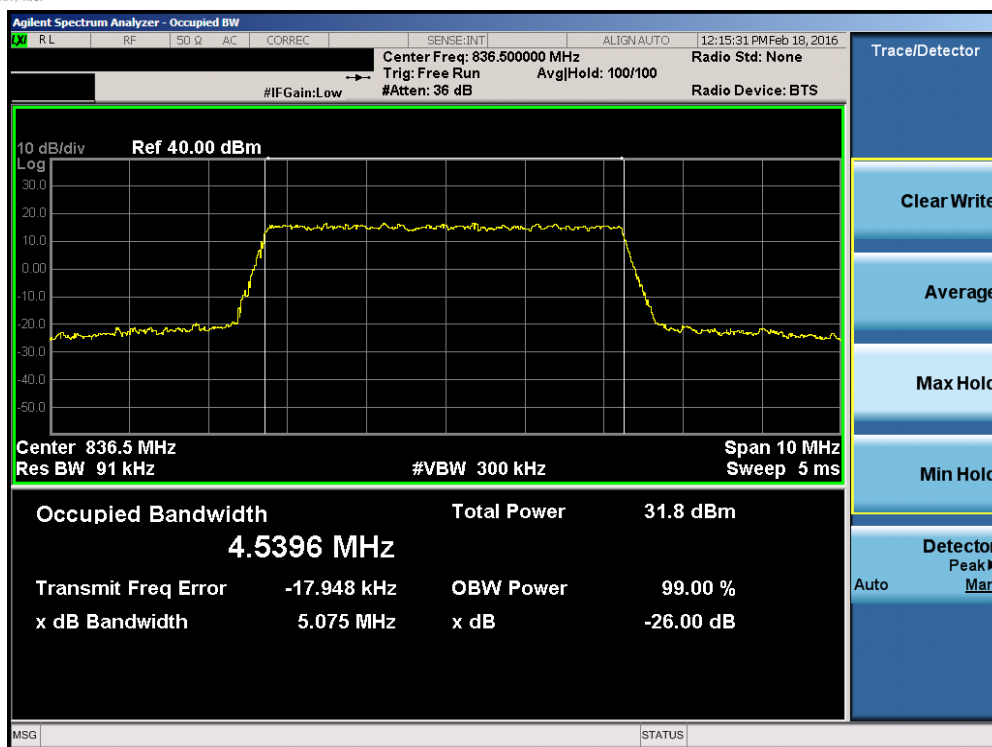 Agilent Spectrum Analyzer - Occupied BW
LXI RL RF 50 Ω AC CORREC SENSE:INT ALIGN AUTO 12:15:31 PM Feb 18, 2016
Center Freq: 836.500000 MHz Radio Std: None
Trig: Free Run Avg|Hold: 100/100
#IFGain:Low #Atten: 36 dB Radio Device: BTS
Trace/Detector
10 dB/div Ref 40.00 dBm
Log
30.0
20.0
10.0
0.00
-10.0
-20.0
-30.0
-40.0
-50.0
Center 836.5 MHz Span 10 MHz
Res BW 91 kHz #VBW 300 kHz Sweep 5 ms
Occupied Bandwidth Total Power 31.8 dBm
4.5396 MHz
Transmit Freq Error -17.948 kHz OBW Power 99.00 %
x dB Bandwidth 5.075 MHz x dB -26.00 dB
Clear Write
Average
Max Hold
Min Hold
Detector
Peak
Auto Man
MSG STATUS